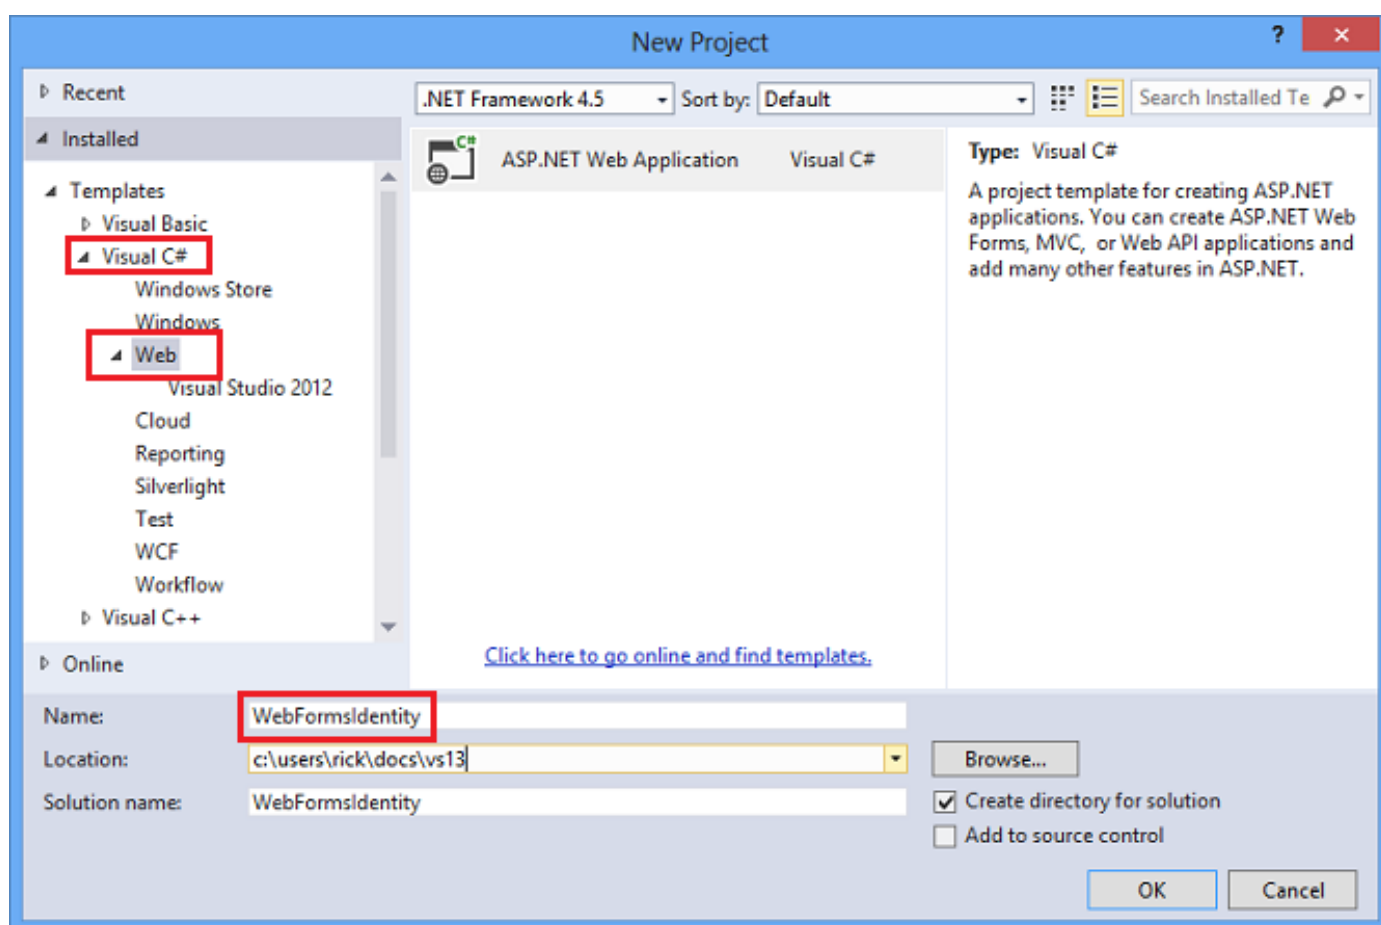 New Project
?
Recent
.NET Framework 4.5
Sort by:
Default
Search Installed Te
Installed
Templates
Visual Basic
Visual C#
Windows Store
Windows
Web
Visual Studio 2012
Cloud
Reporting
Silverlight
Test
WCF
Workflow
Visual C++
Online
C#
ASP.NET Web Application
Visual C#
Click here to go online and find templates.
Type: Visual C#
A project template for creating ASP.NET
applications. You can create ASP.NET Web
Forms, MVC, or Web API applications and
add many other features in ASP.NET.
Name:
WebFormsIdentity
Location:
c:\users\rick\docs\vs13
Browse...
Solution name:
WebFormsIdentity
Create directory for solution
Add to source control
OK
Cancel